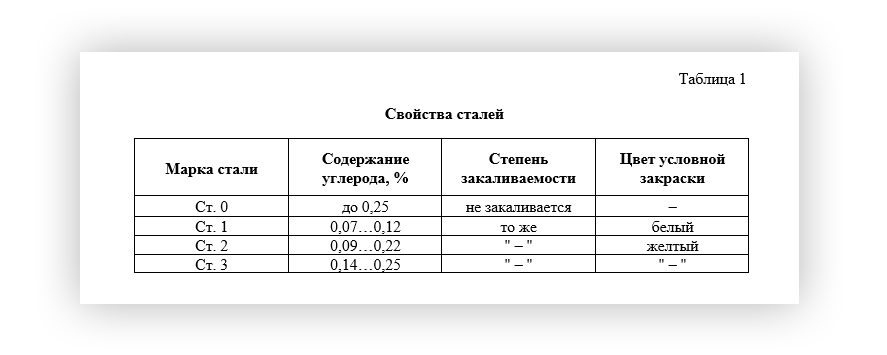 Таблица 1
Свойства сталей
Марка стали Содержание углерода, % Степень закаливаемости Цвет условной закраски
Ст. 0 до 0,25 не закаливается –
Ст. 1 0,07…0,12 то же белый
Ст. 2 0,09…0,22 " – " желтый
Ст. 3 0,14…0,25 " – " " – "